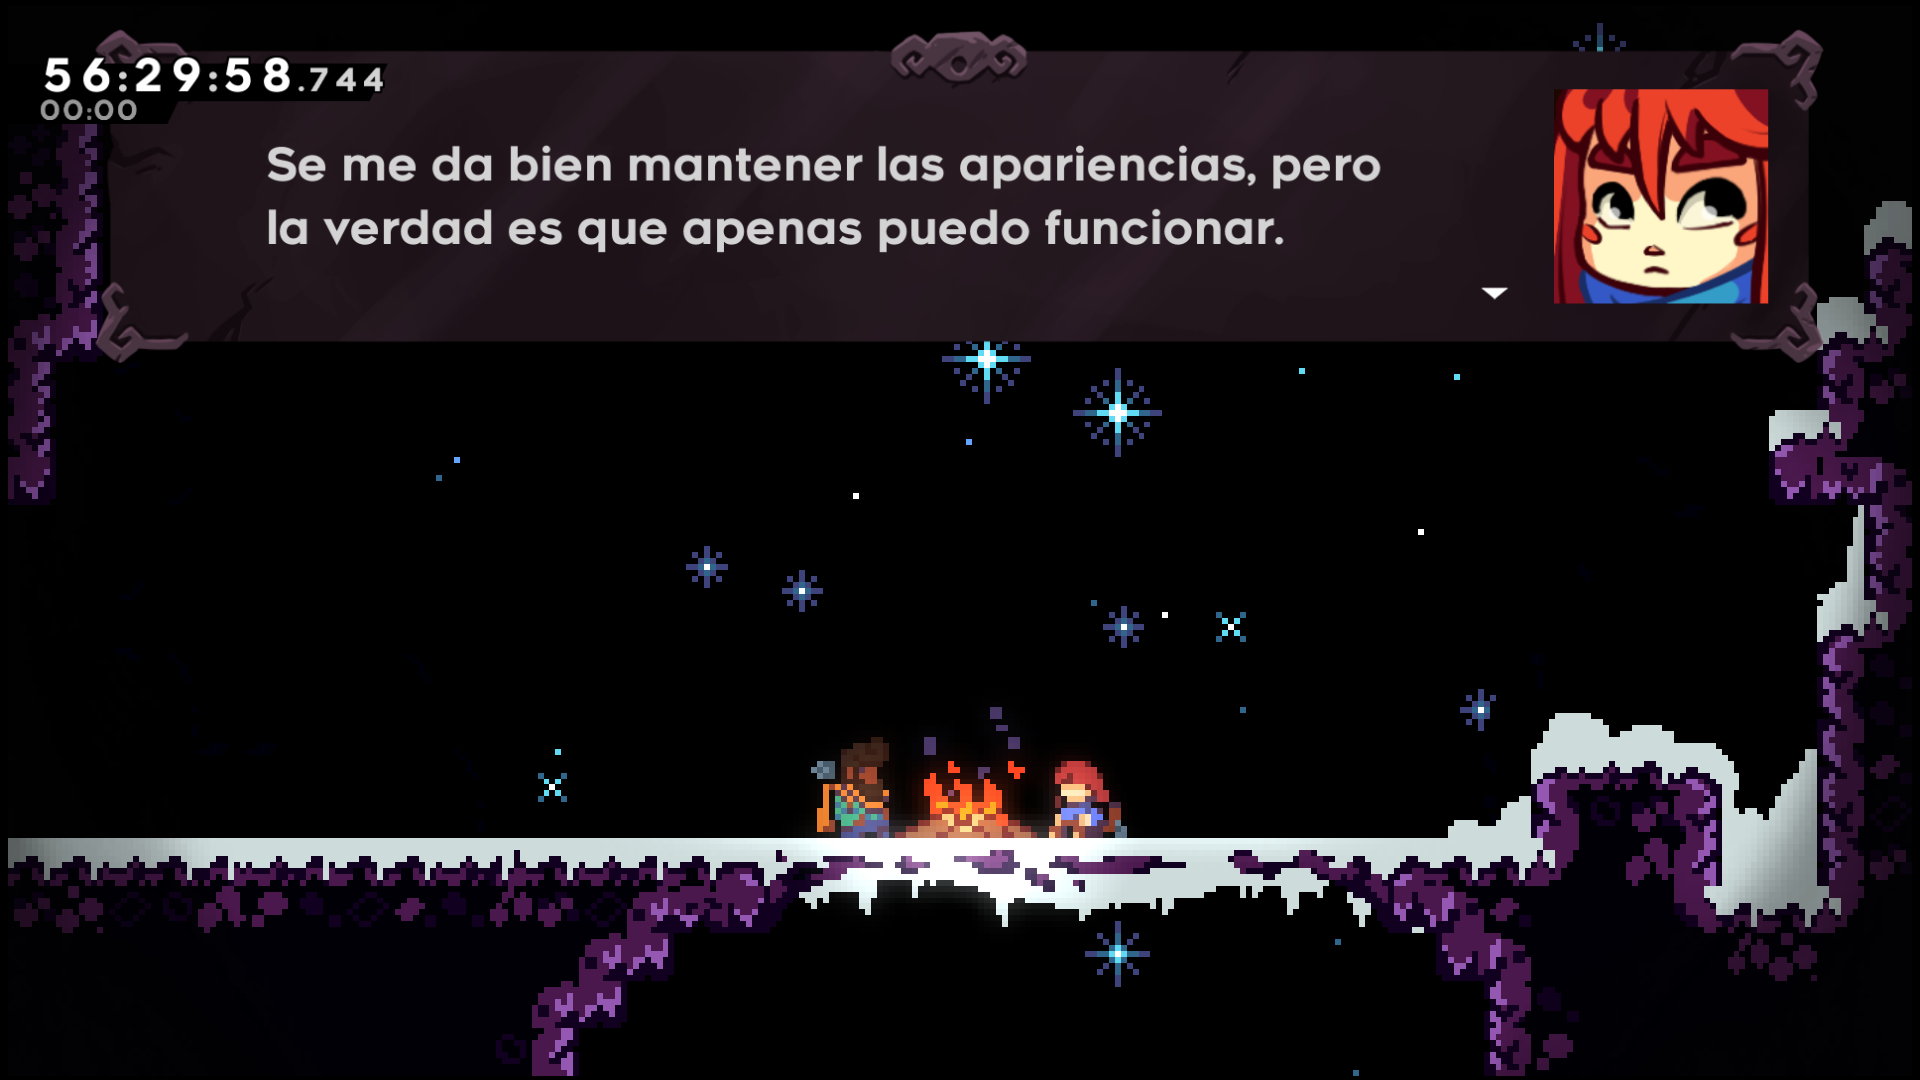 56:29:58.744
00:00
Se me da bien mantener las apariencias, pero
la verdad es que apenas puedo funcionar.